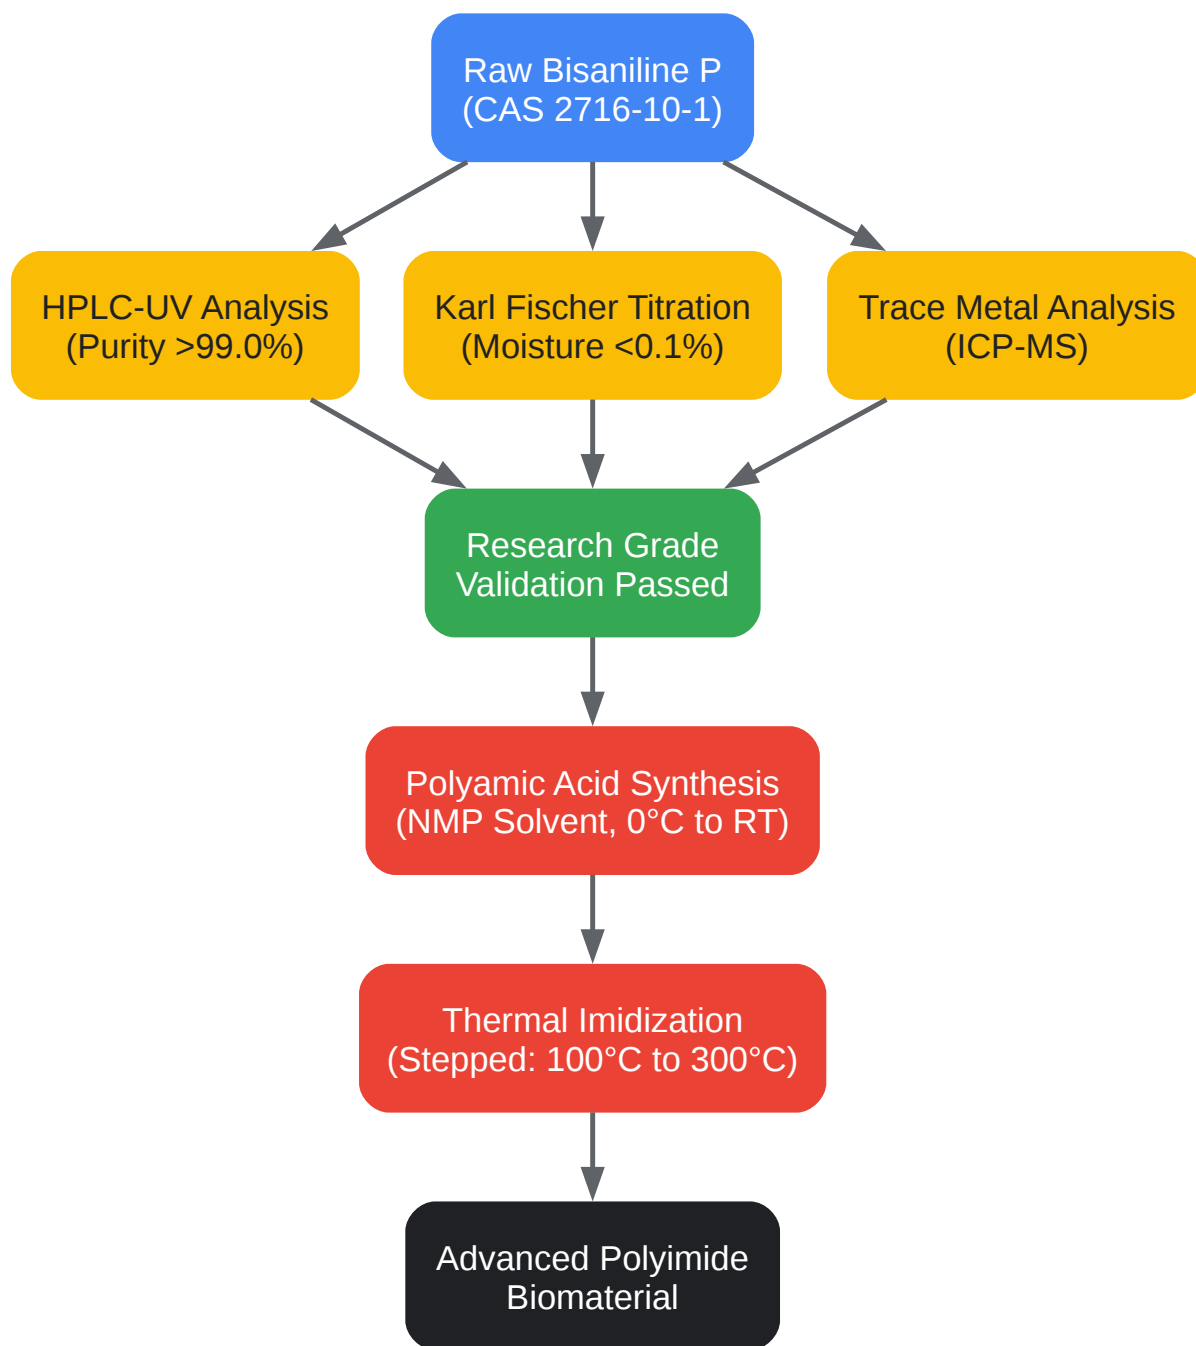 Raw Bisaniline P
(CAS 2716-10-1)
HPLC-UV Analysis
(Purity >99.0%)
Karl Fischer Titration
(Moisture <0.1%)
Trace Metal Analysis
(ICP-MS)
Research Grade
Validation Passed
Polyamic Acid Synthesis
(NMP Solvent, 0°C to RT)
Thermal Imidization
(Stepped: 100°C to 300°C)
Advanced Polyimide
Biomaterial